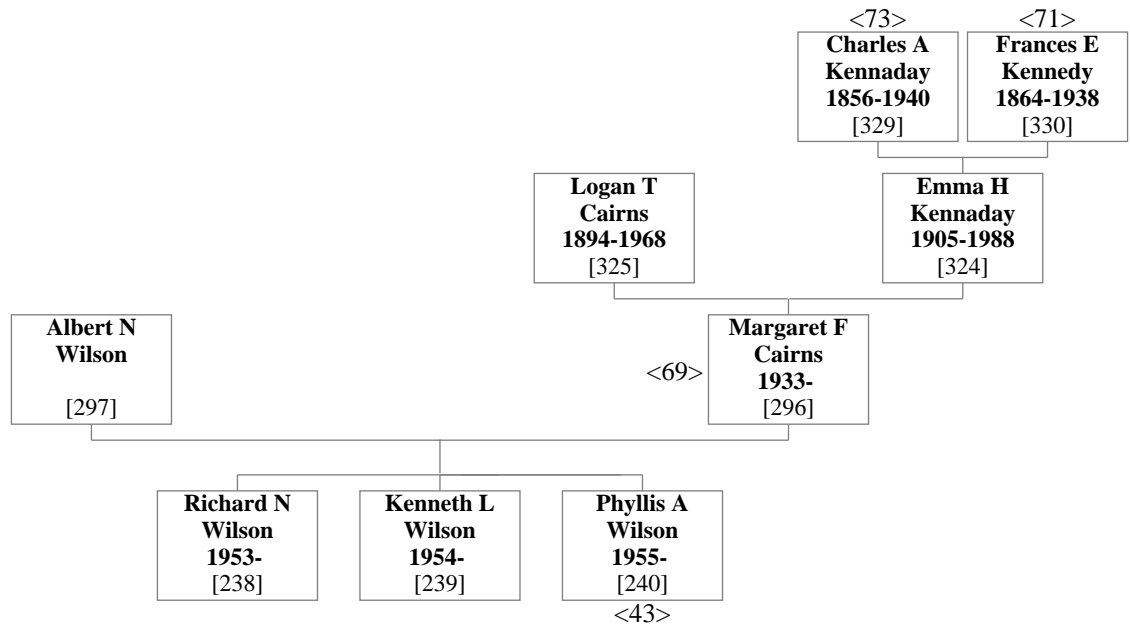 <73>
Charles A
Kennaday
1856-1940
[329]
<71>
Frances E
Kennedy
1864-1938
[330]
Logan T
Cairns
1894-1968
[325]
Emma H
Kennaday
1905-1988
[324]
Albert N
Wilson
[297]
<69>
Margaret F
Cairns
1933-
[296]
Richard N
Wilson
1953-
[238]
Kenneth L
Wilson
1954-
[239]
Phyllis A
Wilson
1955-
[240]
<43>